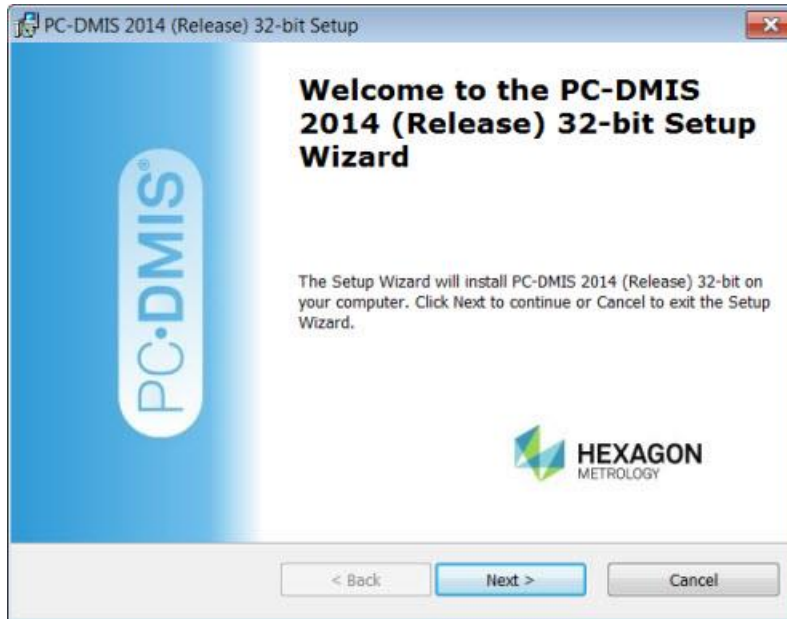 PC-DMIS 2014 (Release) 32-bit Setup
Welcome to the PC-DMIS
2014 (Release) 32-bit Setup
Wizard
PC•DMIS®
The Setup Wizard will install PC-DMIS 2014 (Release) 32-bit on
your computer. Click Next to continue or Cancel to exit the Setup
Wizard.
HEXAGON
METROLOGY
< Back
Next >
Cancel